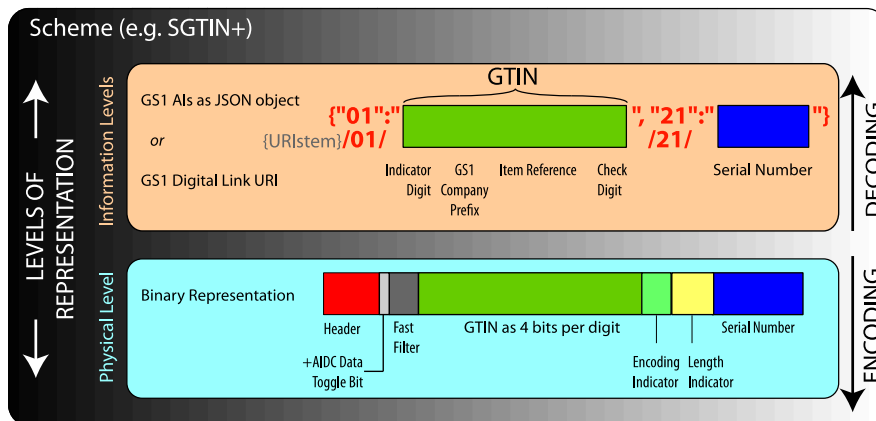 Scheme (e.g. SGTIN+)
LEVELS OF
REPRESENTATION
Information Levels
GTIN
GS1 AIs as JSON object
{"01":" ", "21":" "}
or
{URIstem}/01/ /21/
GS1 Digital Link URI
Indicator
Digit
GS1
Company
Prefix
Item Reference
Check
Digit
Serial Number
DECODING
Physical Level
Binary Representation
Header
Fast
Filter
GTIN as 4 bits per digit
Serial Number
+AIDC Data
Toggle Bit
Encoding
Indicator
Length
Indicator
ENCODING